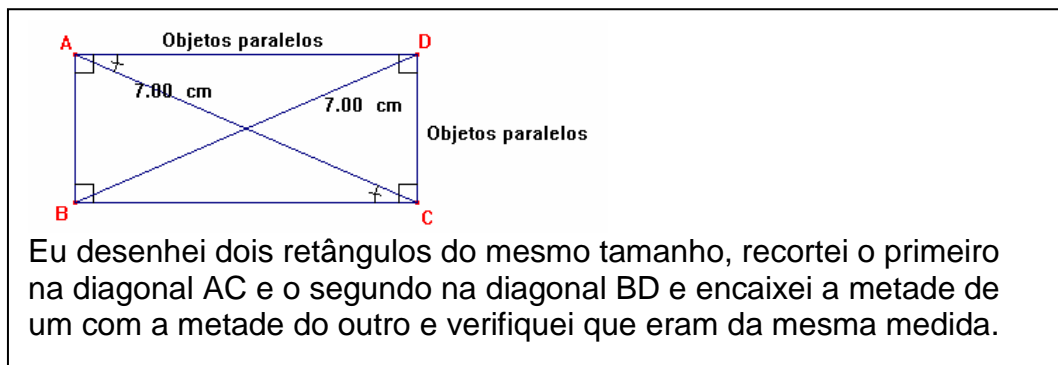 A Objetos paralelos D
7.00 cm 7.00 cm
Objetos paralelos
B C
Eu desenhei dois retângulos do mesmo tamanho, recortei o primeiro
na diagonal AC e o segundo na diagonal BD e encaixei a metade de
um com a metade do outro e verifiquei que eram da mesma medida.